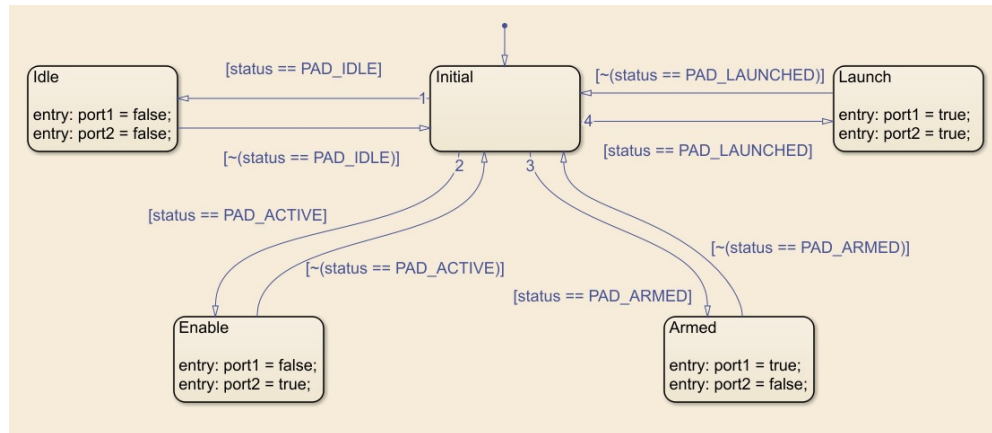 Idle
entry: port1 = false;
entry: port2 = false;
[status == PAD_IDLE]
1
[~(status == PAD_IDLE)]
Initial
[~(status == PAD_LAUNCHED)]
4
[status == PAD_LAUNCHED]
Launch
entry: port1 = true;
entry: port2 = true;
2
3
[status == PAD_ACTIVE]
[~(status == PAD_ACTIVE)]
[~(status == PAD_ARMED)]
[status == PAD_ARMED]
Enable
entry: port1 = false;
entry: port2 = true;
Armed
entry: port1 = true;
entry: port2 = false;